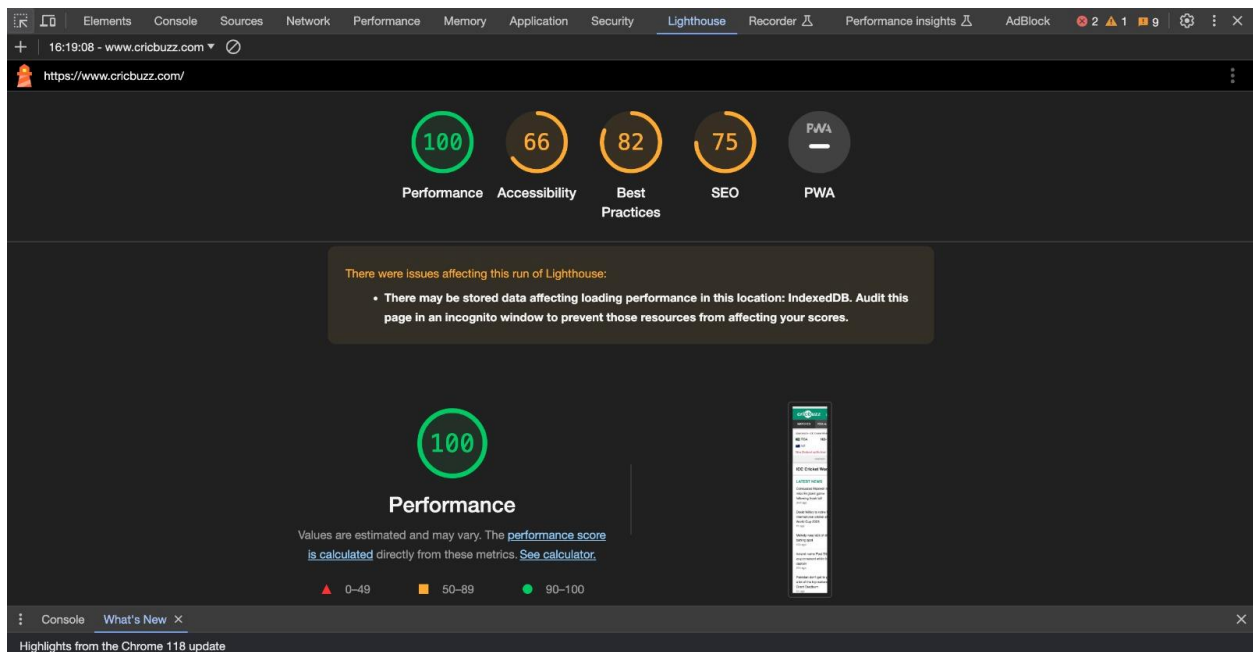 Elements Console Sources Network Performance Memory Application Security Lighthouse Recorder Performance insights AdBlock 2 1 9
16:19:08 - www.cricbuzz.com
https://www.cricbuzz.com/
100 66 82 75 PWA
Performance Accessibility Best Practices SEO PWA
There were issues affecting this run of Lighthouse:
• There may be stored data affecting loading performance in this location: IndexedDB. Audit this
page in an incognito window to prevent those resources from affecting your scores.
100
Performance
Values are estimated and may vary. The performance score
is calculated directly from these metrics. See calculator.
0–49 50–89 90–100
LATEST NEWS
Console What's New
Highlights from the Chrome 118 update